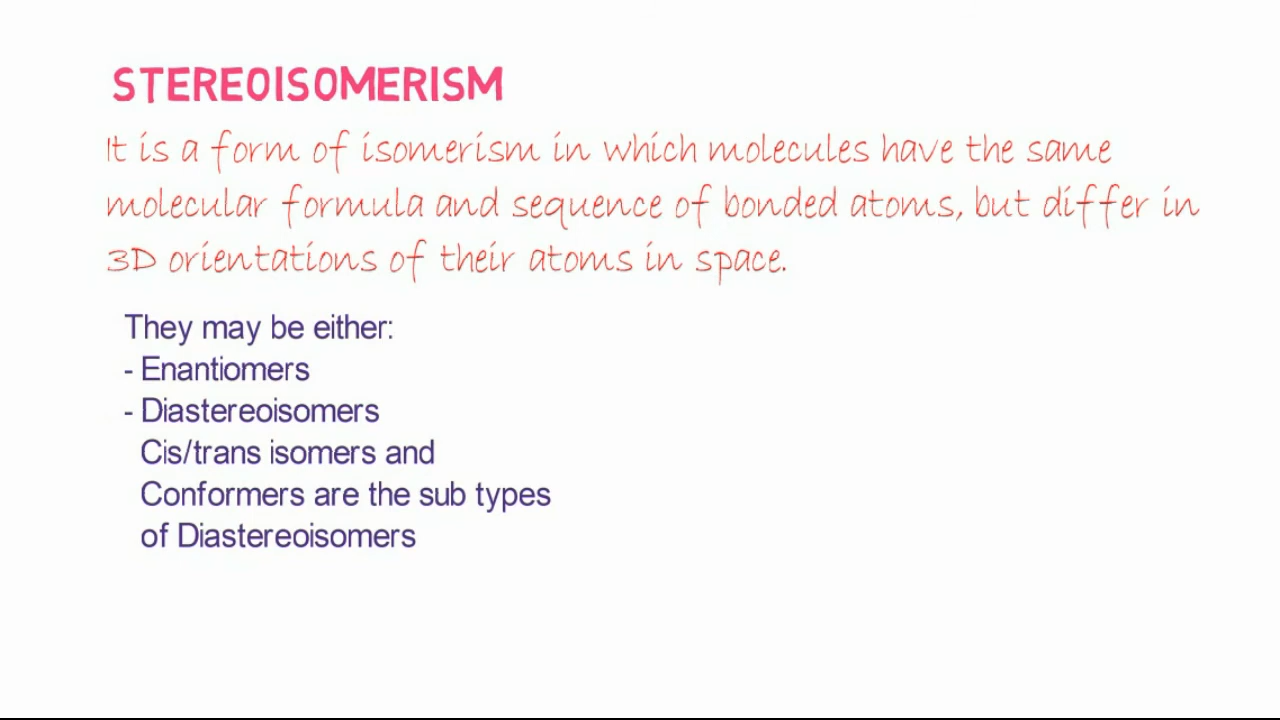 STEREOISOMERISM
It is a form of isomerism in which molecules have the same
molecular formula and sequence of bonded atoms, but differ in
3D orientations of their atoms in space.
They may be either:
- Enantiomers
- Diastereoisomers
Cis/trans isomers and
Conformers are the sub types
of Diastereoisomers